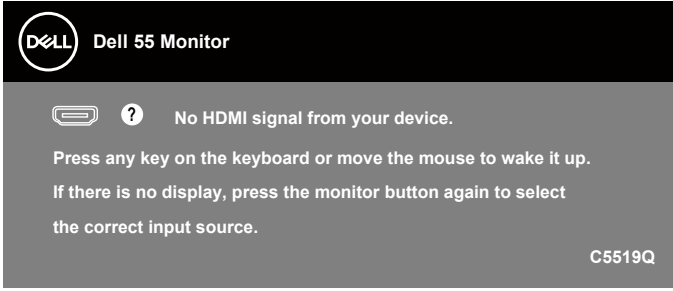 DELL Dell 55 Monitor
? No HDMI signal from your device.
Press any key on the keyboard or move the mouse to wake it up.
If there is no display, press the monitor button again to select
the correct input source.
C5519Q